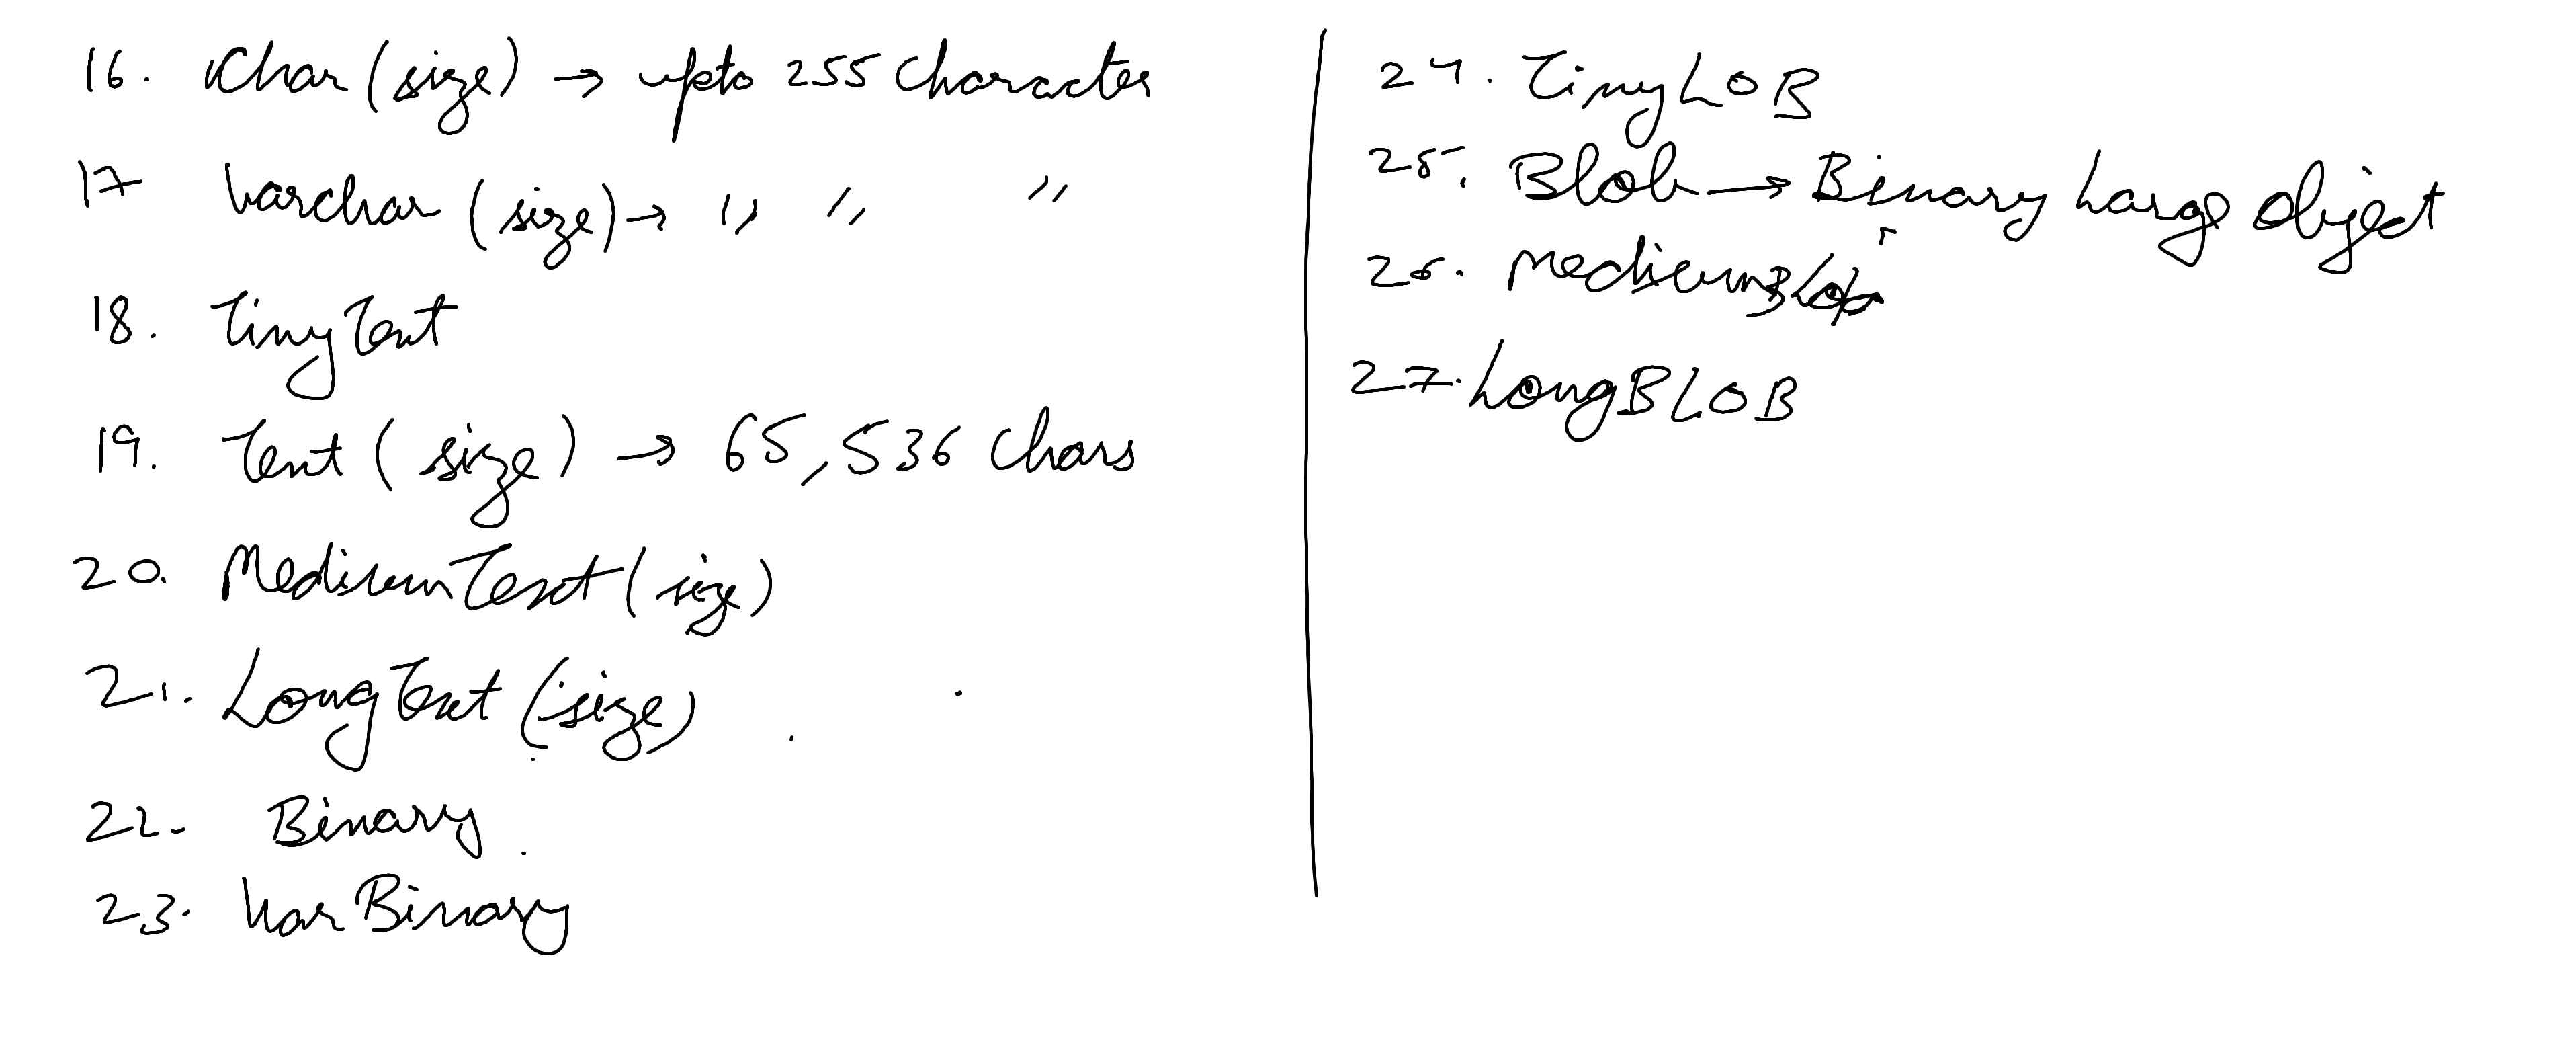 16. Char (size) → upto 255 Character
17 Varchar (size) → " " "
18. TinyText
19. Text (size) → 65,536 Chars
20. MediumText (size)
21. LongText (size)
22. Binary
23. VarBinary
24. TinyLOB
25. Blob → Binary Large Object
26. MediumBlob
27. LongBLOB